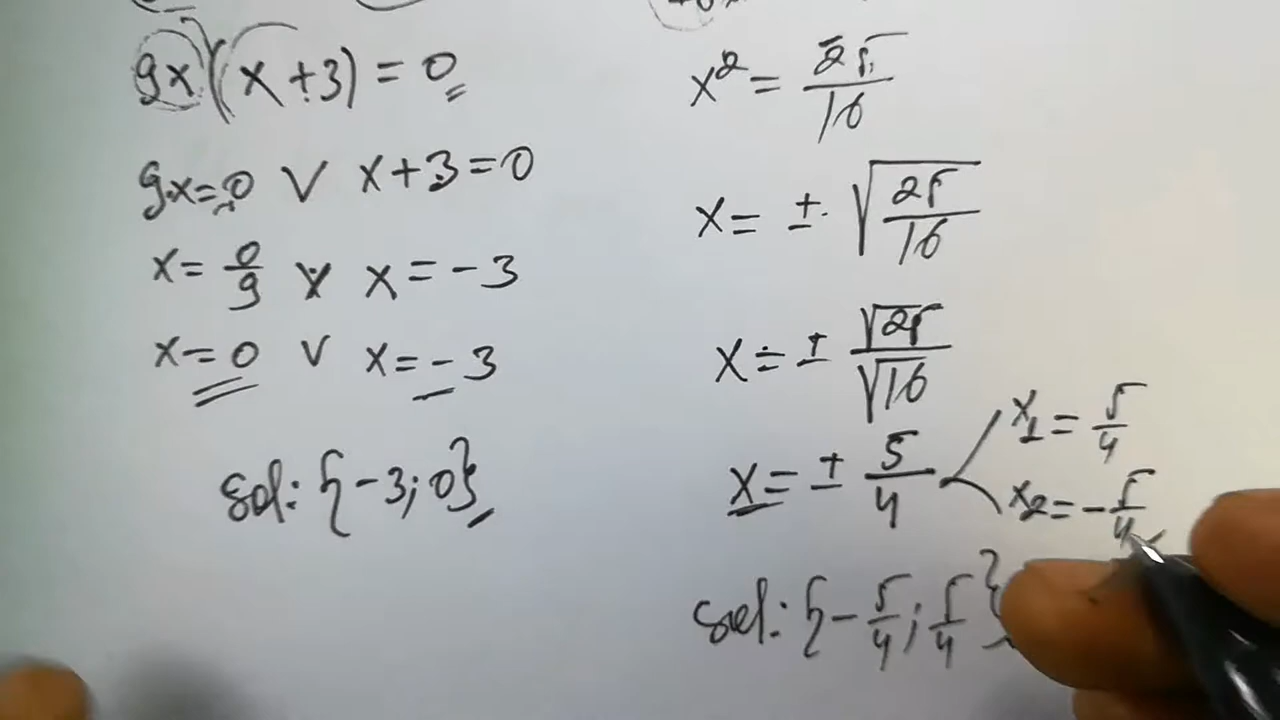 9x(x+3) = 0
9x=0 ∨ x+3=0
x= 0/9 ∨ x=-3
x=0 ∨ x=-3
Sol: {-3; 0}
x² = 25/16
x= ± √(25/16)
x= ± √25/√16
x= ± 5/4
x₁= 5/4
x₂= -5/4
Sol: {-5/4; 5/4}